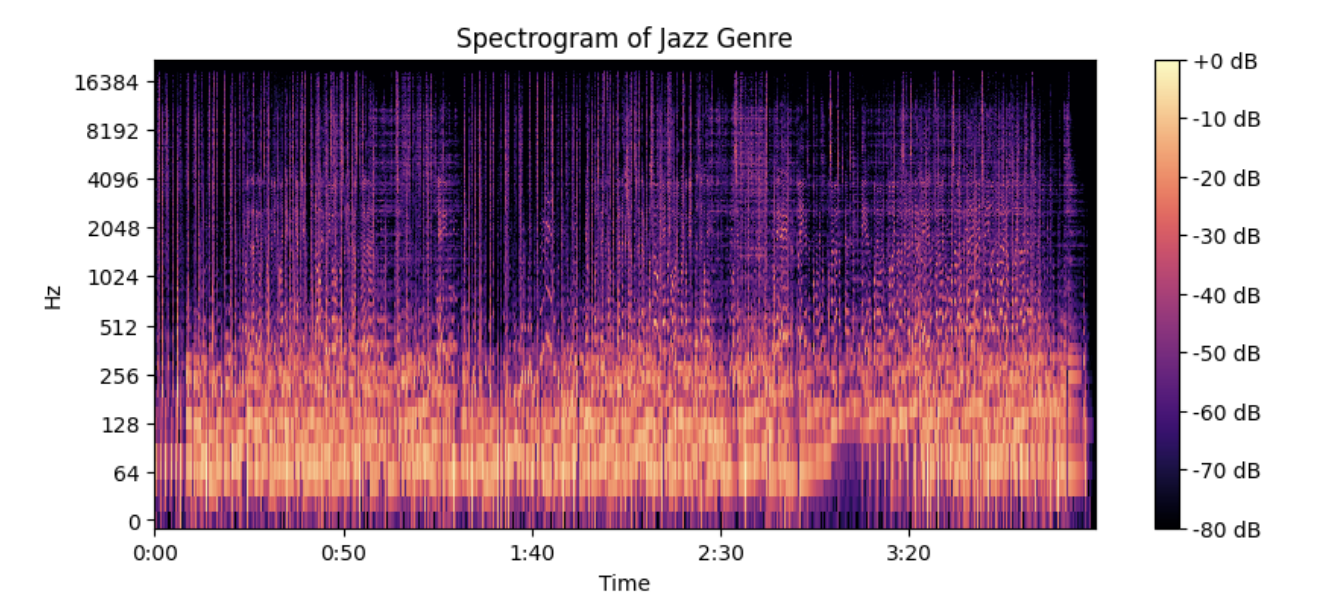 Spectrogram of Jazz Genre
Hz
16384
8192
4096
2048
1024
512
256
128
64
0
0:00 0:50 1:40 2:30 3:20
Time
+0 dB
-10 dB
-20 dB
-30 dB
-40 dB
-50 dB
-60 dB
-70 dB
-80 dB